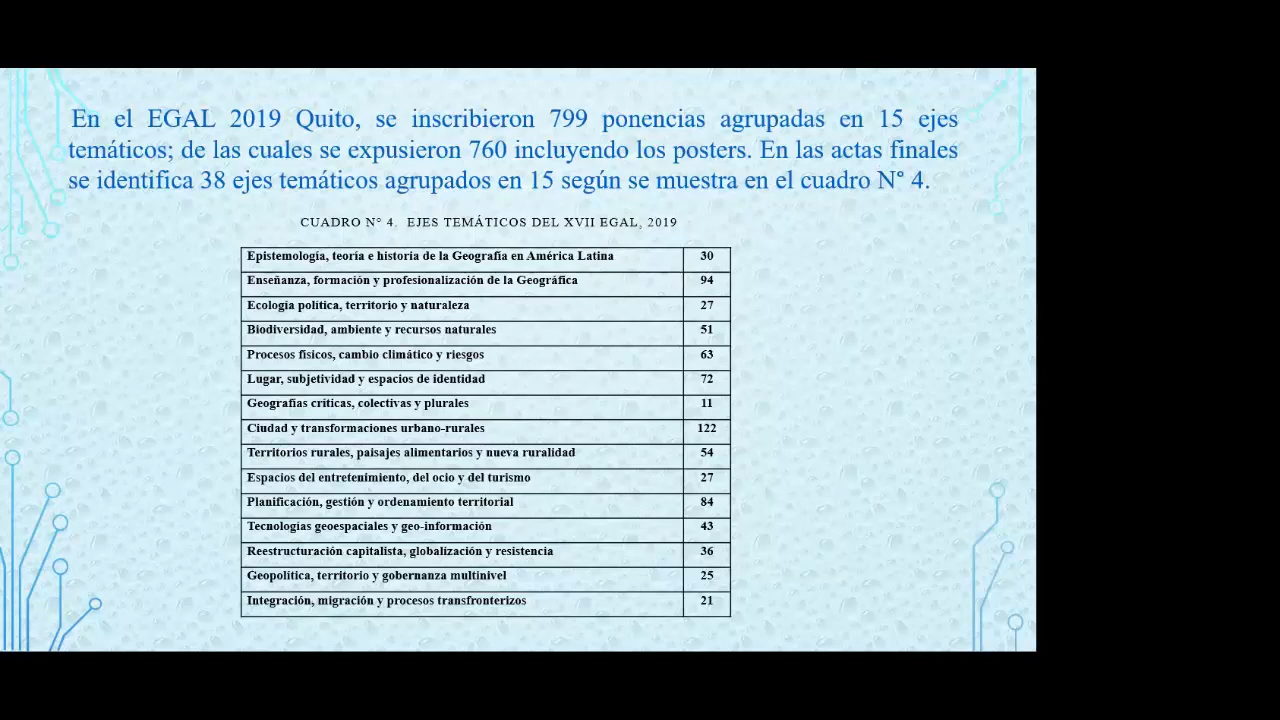 En el EGAL 2019 Quito, se inscribieron 799 ponencias agrupadas en 15 ejes
temáticos; de las cuales se expusieron 760 incluyendo los posters. En las actas finales
se identifica 38 ejes temáticos agrupados en 15 según se muestra en el cuadro N° 4.
CUADRO N° 4. EJES TEMÁTICOS DEL XVII EGAL, 2019
Epistemología, teoría e historia de la Geografía en América Latina 30
Enseñanza, formación y profesionalización de la Geográfica 94
Ecología política, territorio y naturaleza 27
Biodiversidad, ambiente y recursos naturales 51
Procesos físicos, cambio climático y riesgos 63
Lugar, subjetividad y espacios de identidad 72
Geografías críticas, colectivas y plurales 11
Ciudad y transformaciones urbano-rurales 122
Territorios rurales, paisajes alimentarios y nueva ruralidad 54
Espacios del entretenimiento, del ocio y del turismo 27
Planificación, gestión y ordenamiento territorial 84
Tecnologías geoespaciales y geo-información 43
Reestructuración capitalista, globalización y resistencia 36
Geopolítica, territorio y gobernanza multinivel 25
Integración, migración y procesos transfronterizos 21